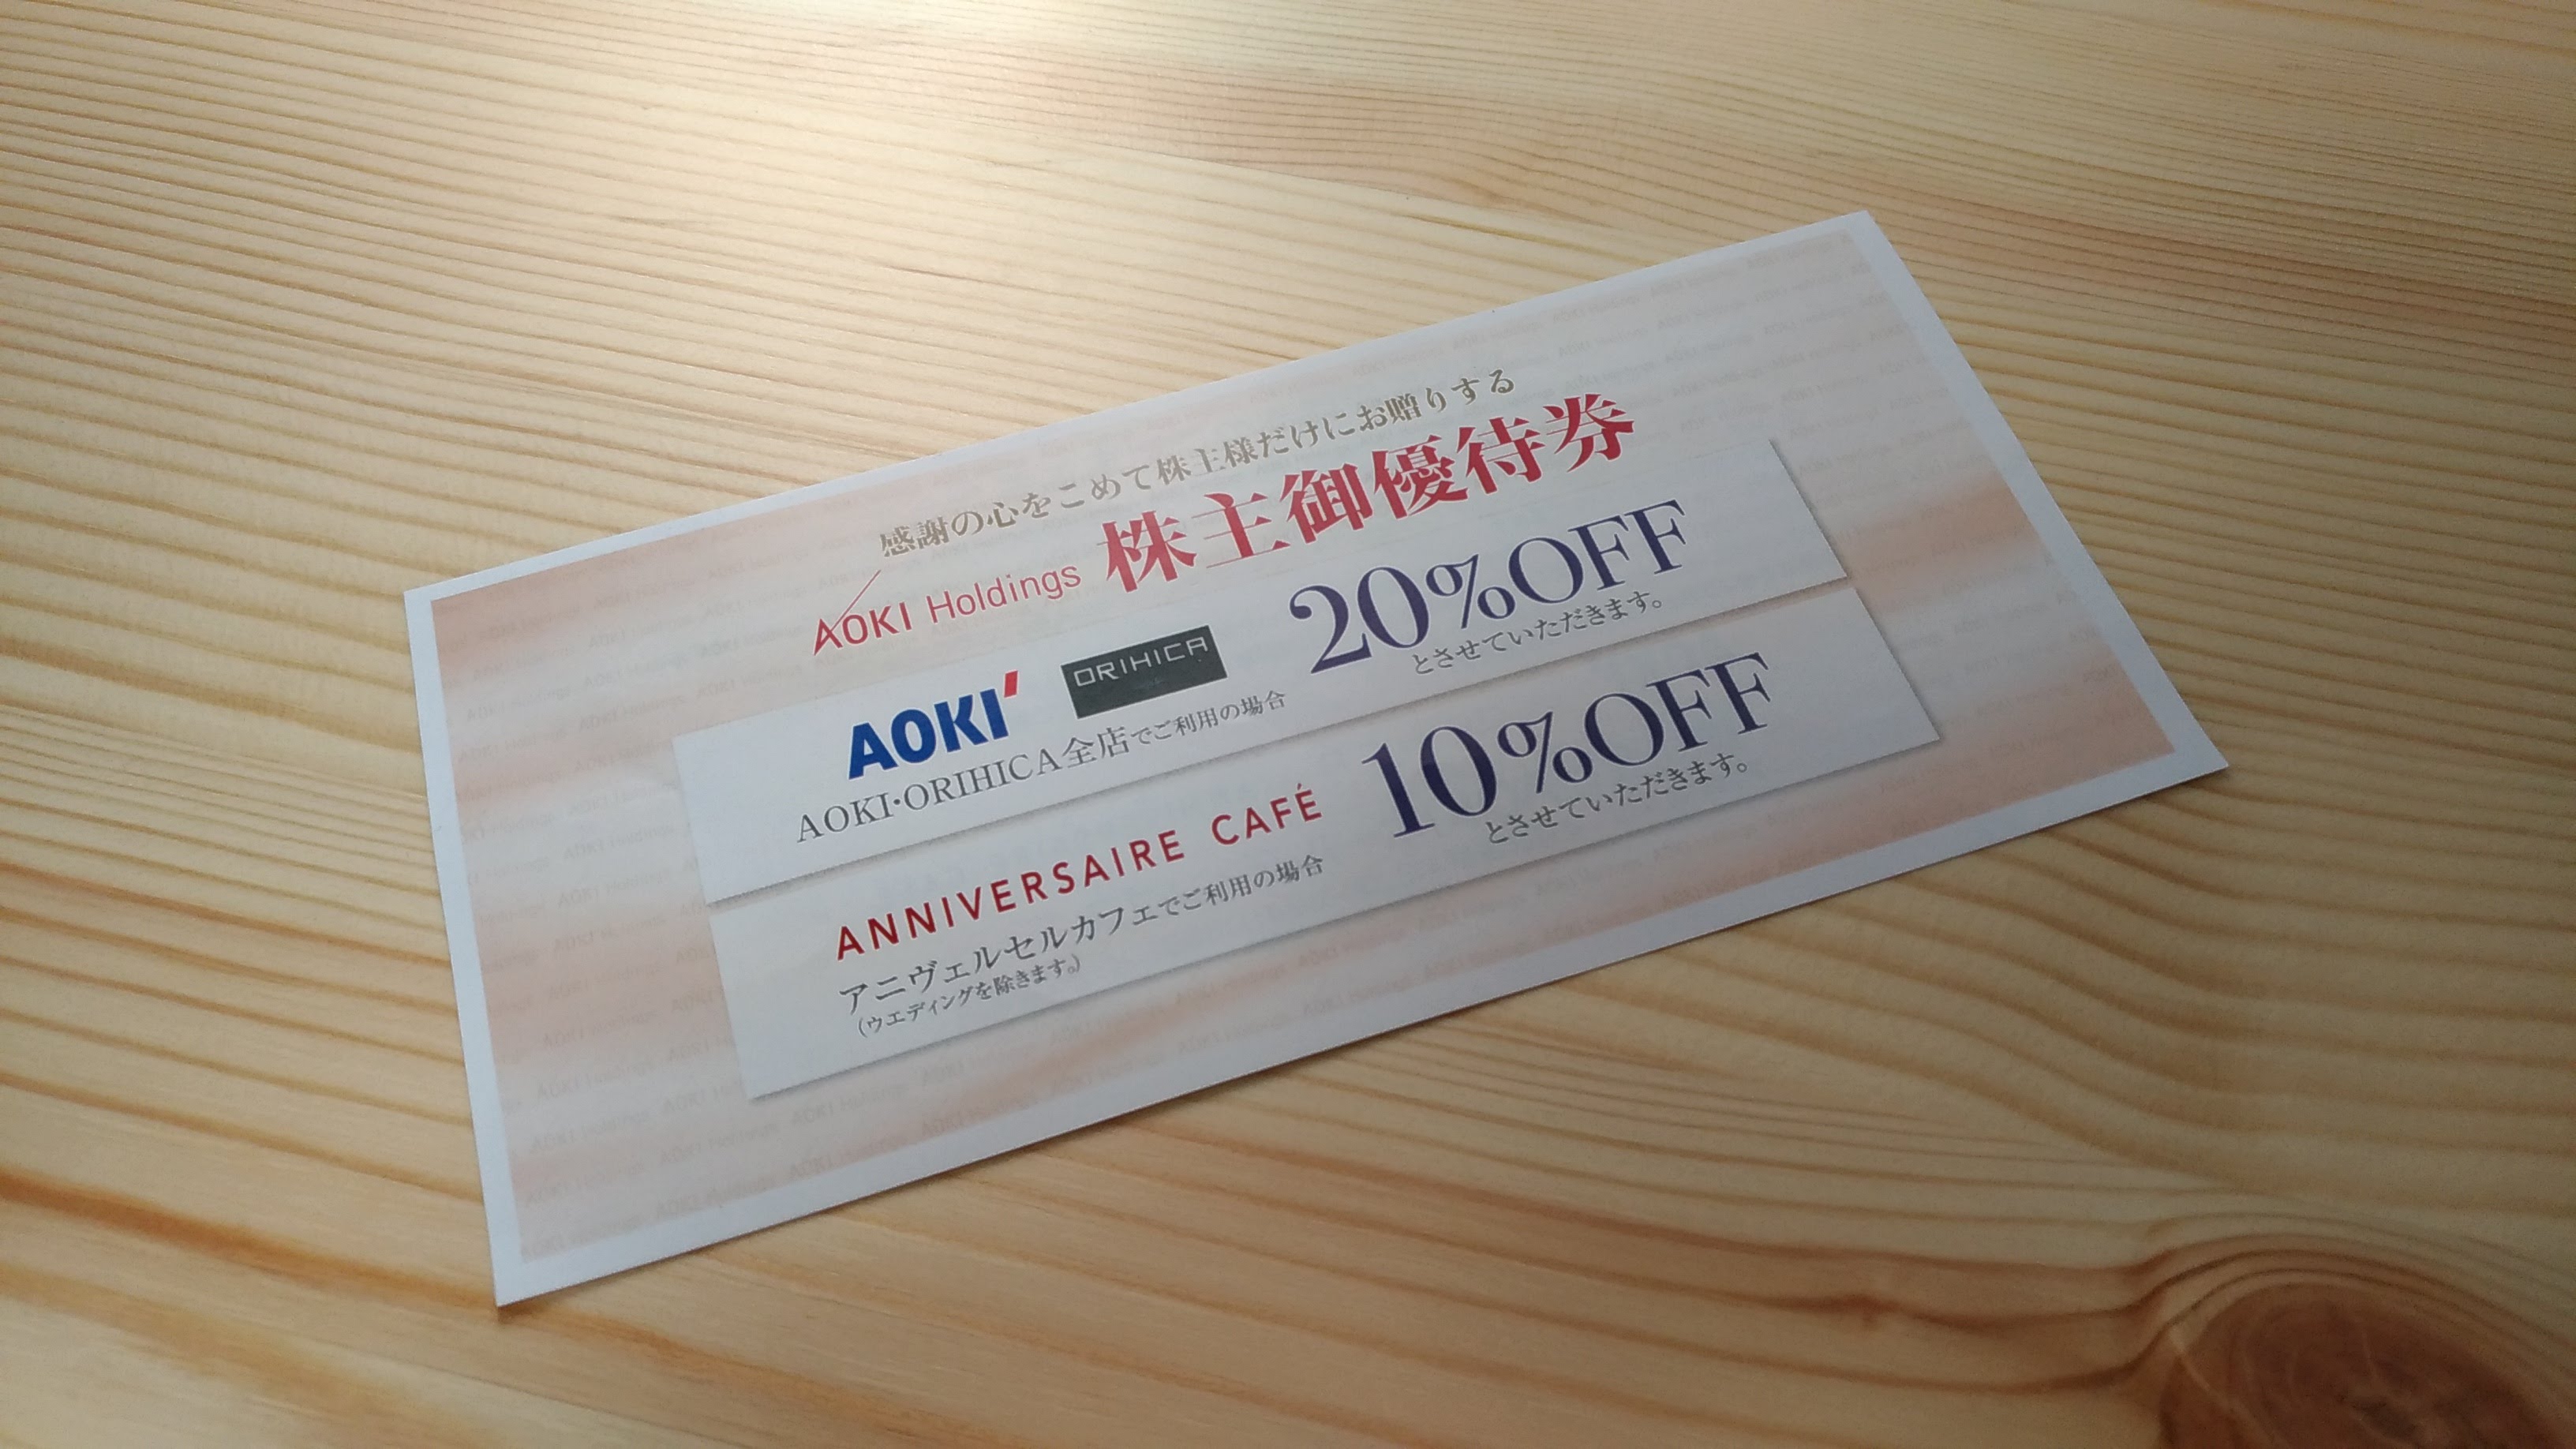 感謝の心をこめて株主様だけにお贈りする
AOKI Holdings 株主御優待券
AOKI' ORIHICA
AOKI・ORIHICA全店でご利用の場合
20%OFF
とさせていただきます。
ANNIVERSAIRE CAFÉ
アニヴェルセルカフェでご利用の場合
(ウエディングを除きます。)
10%OFF
とさせていただきます。